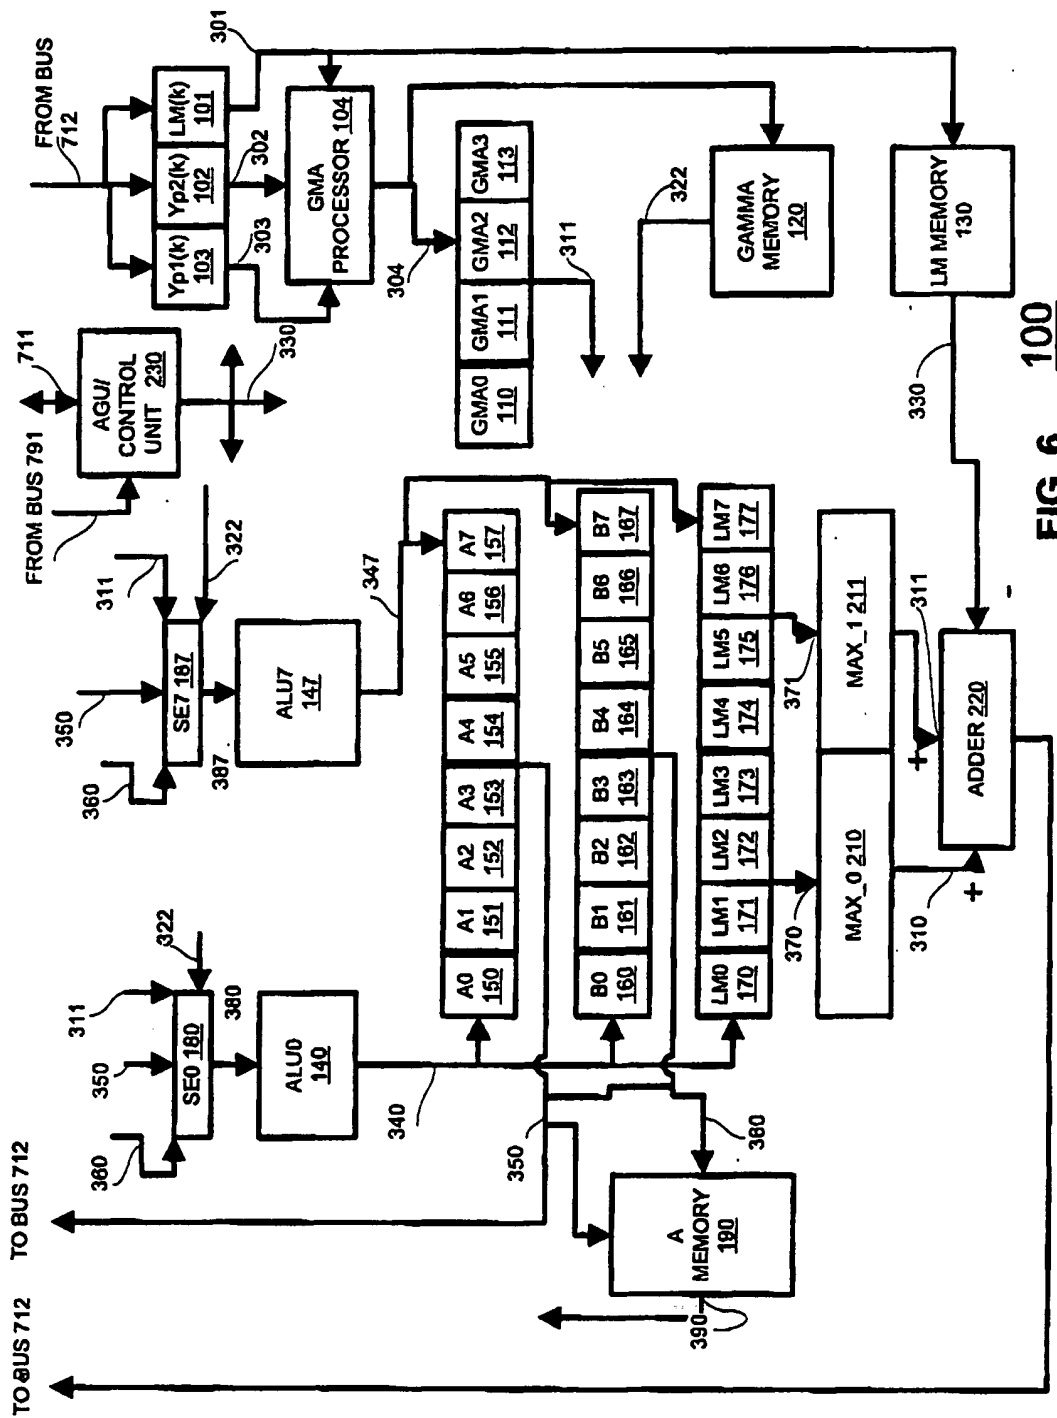 TO BUS 712
TO BUS 712
FROM BUS 791
711
FROM BUS
712
AGU/
CONTROL
UNIT 230
330
Yp1(k)
103
Yp2(k)
102
LM(k)
101
301
302
303
360
350
311
322
SE0 180
380
360
350
311
322
SE7 187
387
GMA
PROCESSOR 104
304
ALU0
140
ALU7
147
340
347
GMA0
110
GMA1
111
GMA2
112
GMA3
113
311
322
A0
150
A1
151
A2
152
A3
153
A4
154
A5
155
A6
156
A7
157
350
B0
160
B1
161
B2
162
B3
163
B4
164
B5
165
B6
166
B7
167
A
MEMORY
190
360
390
LM0
170
LM1
171
LM2
172
LM3
173
LM4
174
LM5
175
LM6
176
LM7
177
GAMMA
MEMORY
120
370
371
MAX_0 210
MAX_1 211
310
+
+
311
-
ADDER 220
LM MEMORY
130
330
FIG. 6
100